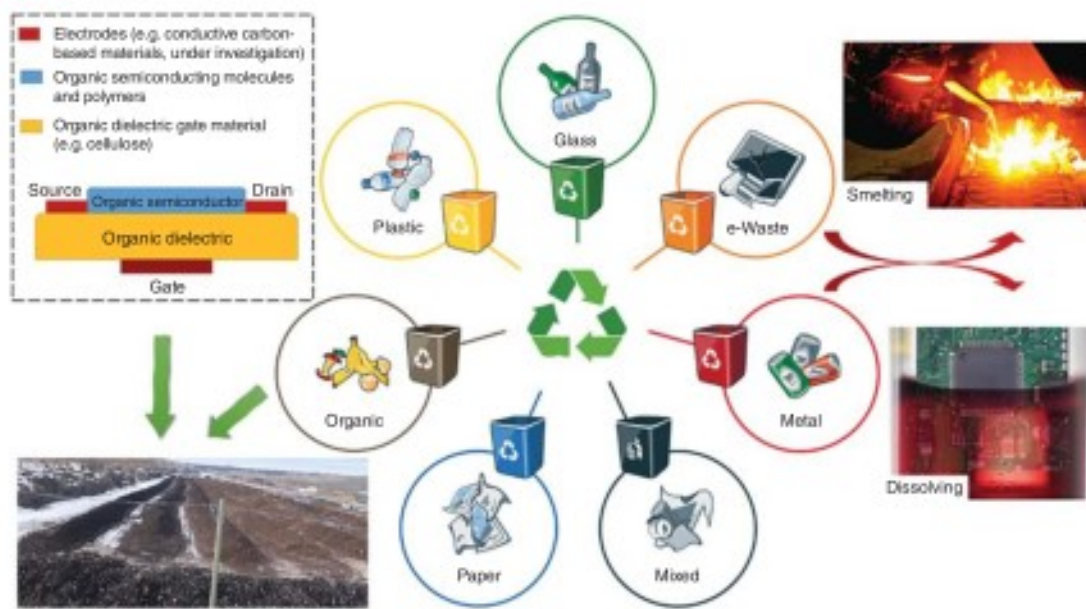 Electrodes (e.g. conductive carbon-
based materials, under investigation)
Organic semiconducting molecules
and polymers
Organic dielectric gate material
(e.g. cellulose)
Source
Drain
Organic semiconductor
Organic dielectric
Gate
Glass
Plastic
e-Waste
Organic
Metal
Paper
Mixed
Smelting
Dissolving